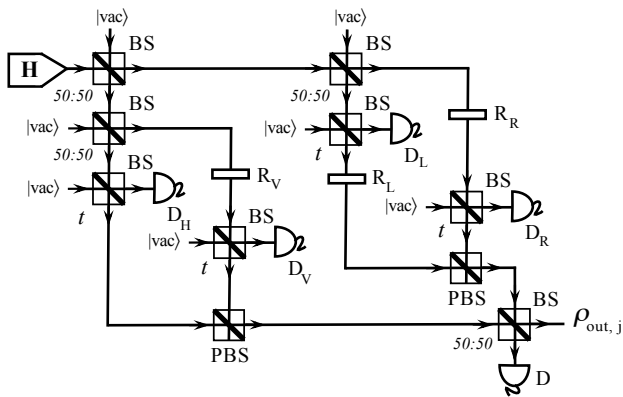 |vac⟩ |vac⟩
BS BS
H
50:50 50:50
BS BS R_R
|vac⟩ |vac⟩
50:50 t D_L
BS R_V R_L BS
|vac⟩ |vac⟩
D_H BS
t t D_R
|vac⟩
t D_V PBS
BS
ρ_out, j
PBS 50:50
D